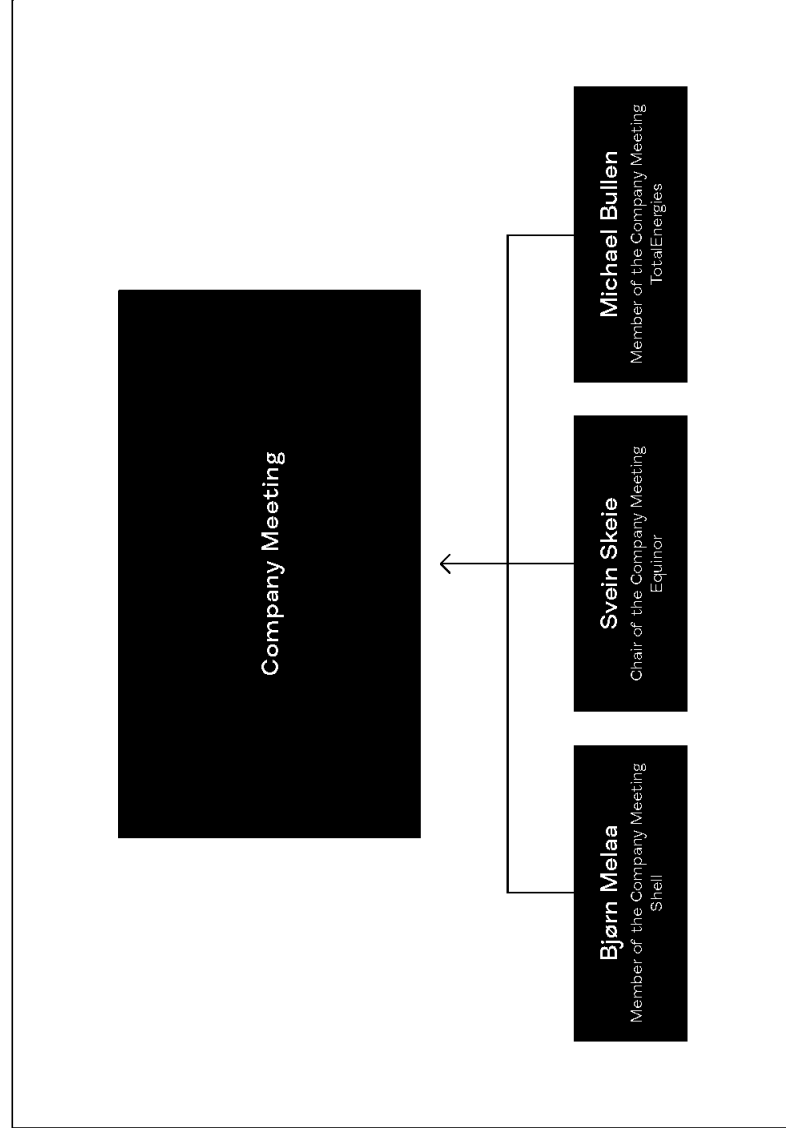 Company Meeting
Bjørn Melaa
Member of the Company Meeting
Shell
Svein Skeie
Chair of the Company Meeting
Equinor
Michael Bullen
Member of the Company Meeting
TotalEnergies